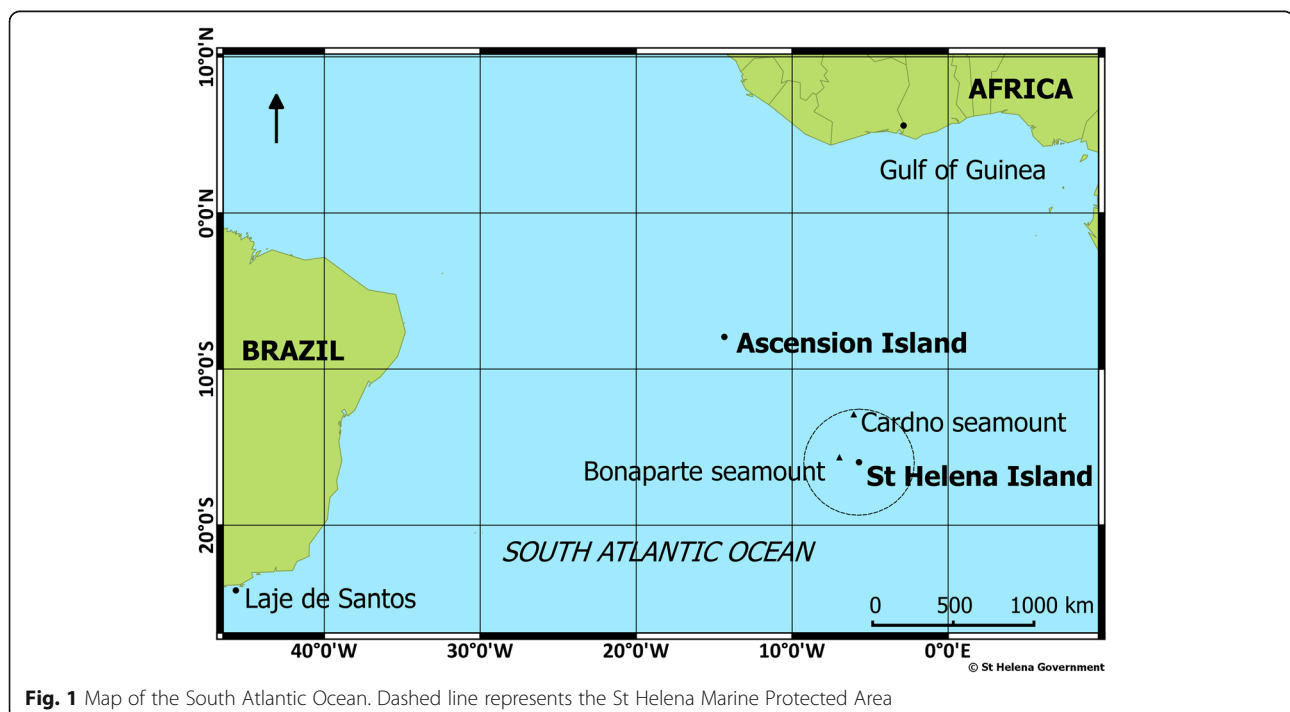 10°0'N
AFRICA
Gulf of Guinea
0°0'N
Ascension Island
BRAZIL
10°0'S
Cardno seamount
Bonaparte seamount
St Helena Island
20°0'S
SOUTH ATLANTIC OCEAN
Laje de Santos
0 500 1000 km
40°0'W 30°0'W 20°0'W 10°0'W 0°0'E
© St Helena Government
Fig. 1 Map of the South Atlantic Ocean. Dashed line represents the St Helena Marine Protected Area